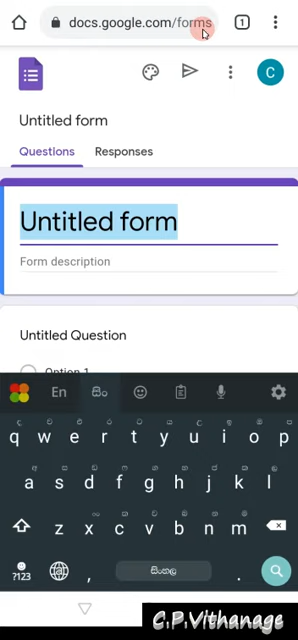 docs.google.com/forms
1
C
Untitled form
Questions Responses
Untitled form
Form description
Untitled Question
Option 1
En සිං
q w e r t y u i o p
a s d f g h j k l
z x c v b n m
?123 , සිංහල .
C.P.Vithanage